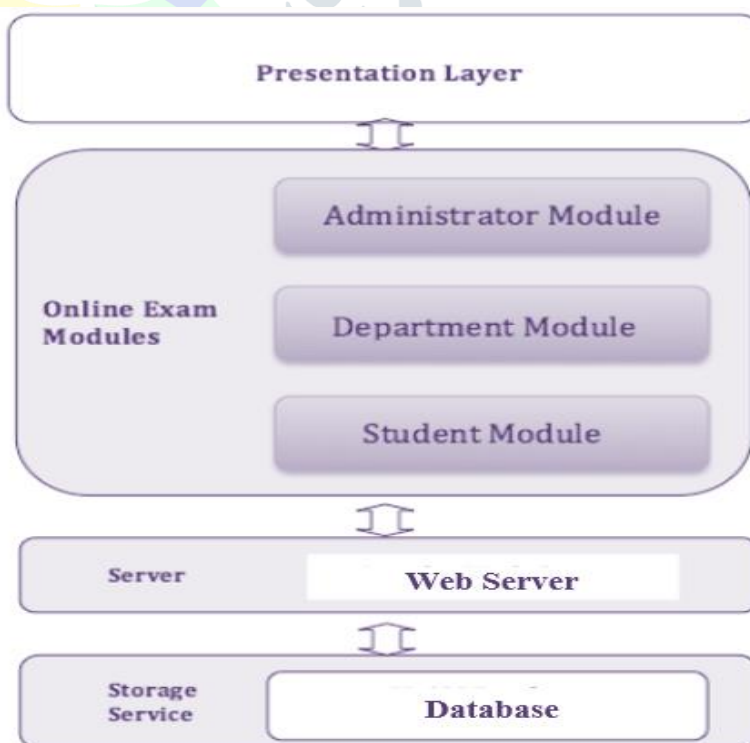 Presentation Layer
Administrator Module
Online Exam
Modules
Department Module
Student Module
Server
Web Server
Storage
Service
Database